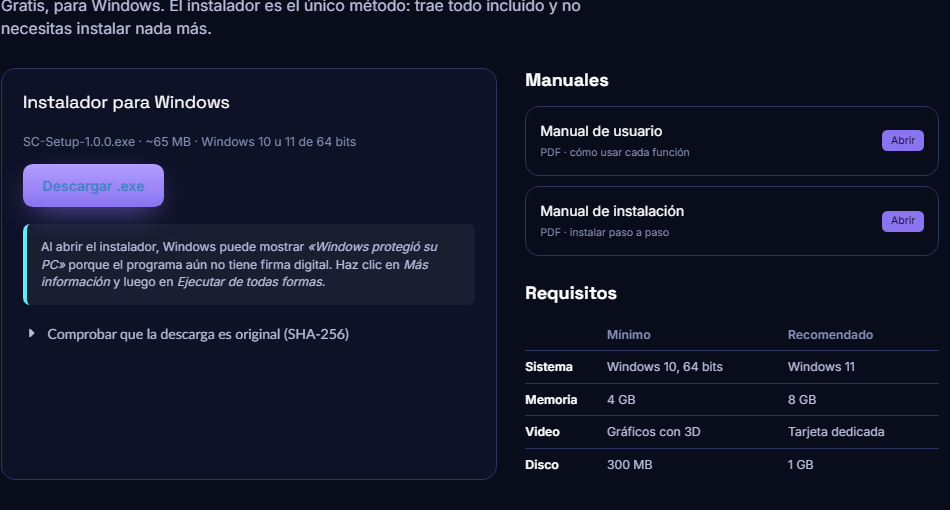 Gratis, para Windows. El instalador es el único método: trae todo incluido y no
necesitas instalar nada más.
Instalador para Windows
SC-Setup-1.0.0.exe · ~65 MB · Windows 10 u 11 de 64 bits
Descargar .exe
Al abrir el instalador, Windows puede mostrar «Windows protegió su
PC» porque el programa aún no tiene firma digital. Haz clic en Más
información y luego en Ejecutar de todas formas.
Comprobar que la descarga es original (SHA-256)
Manuales
Manual de usuario
PDF · cómo usar cada función
Abrir
Manual de instalación
PDF · instalar paso a paso
Abrir
Requisitos
Mínimo Recomendado
Sistema Windows 10, 64 bits Windows 11
Memoria 4 GB 8 GB
Video Gráficos con 3D Tarjeta dedicada
Disco 300 MB 1 GB